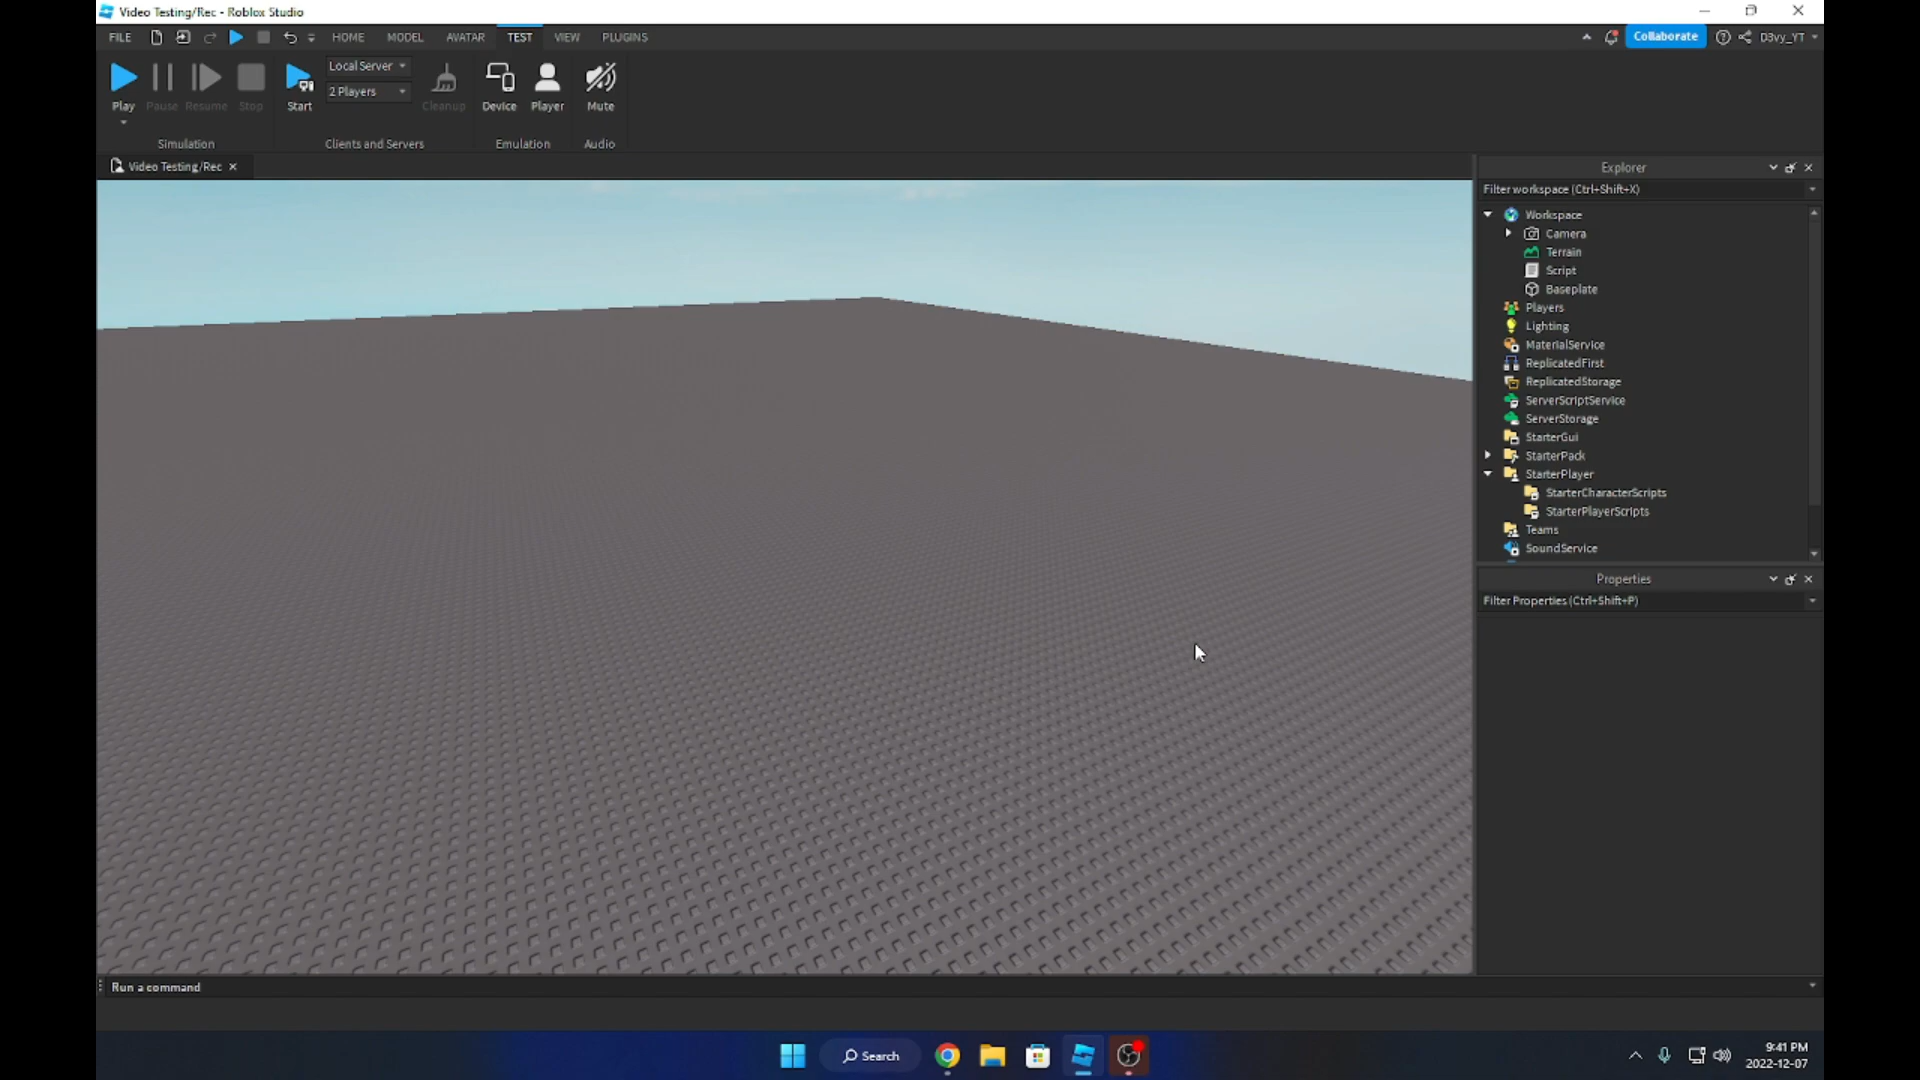 Video Testing/Rec - Roblox Studio
FILE HOME MODEL AVATAR TEST VIEW PLUGINS Collaborate D3vy_YT
Play Pause Resume Stop Start Local Server 2 Players Cleanup Device Player Mute
Simulation Clients and Servers Emulation Audio
Video Testing/Rec
Explorer
Filter workspace (Ctrl+Shift+X)
Workspace
Camera
Terrain
Script
Baseplate
Players
Lighting
MaterialService
ReplicatedFirst
ReplicatedStorage
ServerScriptService
ServerStorage
StarterGui
StarterPack
StarterPlayer
StarterCharacterScripts
StarterPlayerScripts
Teams
SoundService
Properties
Filter Properties (Ctrl+Shift+P)
Run a command
Search
9:41 PM
2022-12-07